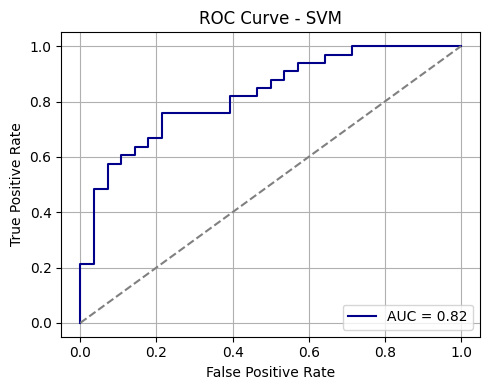 ROC Curve - SVM
True Positive Rate
1.0
0.8
0.6
0.4
0.2
0.0
0.0 0.2 0.4 0.6 0.8 1.0
AUC = 0.82
False Positive Rate